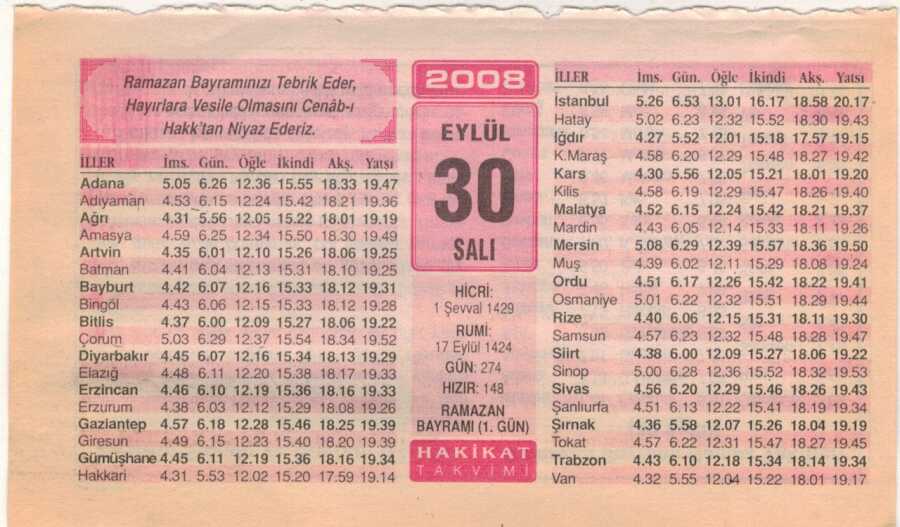 Ramazan Bayramınızı Tebrik Eder,
Hayırlara Vesile Olmasını Cenâb-ı
Hakk'tan Niyaz Ederiz.
İLLER İms. Gün. Öğle İkindi Akş. Yatsı
Adana 5.05 6.26 12.36 15.55 18.33 19.47
Adıyaman 4.53 6.15 12.24 15.42 18.21 19.36
Ağrı 4.31 5.56 12.05 15.22 18.01 19.19
Amasya 4.59 6.25 12.34 15.50 18.30 19.49
Artvin 4.35 6.01 12.10 15.26 18.06 19.25
Batman 4.41 6.04 12.13 15.31 18.10 19.25
Bayburt 4.42 6.07 12.16 15.33 18.12 19.31
Bingöl 4.43 6.06 12.15 15.33 18.12 19.28
Bitlis 4.37 6.00 12.09 15.27 18.06 19.22
Çorum 5.03 6.29 12.37 15.54 18.34 19.52
Diyarbakır 4.45 6.07 12.16 15.34 18.13 19.29
Elazığ 4.48 6.11 12.20 15.38 18.17 19.33
Erzincan 4.46 6.10 12.19 15.36 18.16 19.33
Erzurum 4.38 6.03 12.12 15.29 18.08 19.26
Gaziantep 4.57 6.18 12.28 15.46 18.25 19.39
Giresun 4.49 6.15 12.23 15.40 18.20 19.39
Gümüşhane 4.45 6.11 12.19 15.36 18.16 19.34
Hakkari 4.31 5.53 12.02 15.20 17.59 19.14
2008
EYLÜL
30
SALI
HİCRİ:
1 Şevval 1429
RUMİ:
17 Eylül 1424
GÜN: 274
HIZIR: 148
RAMAZAN
BAYRAMI (1. GÜN)
HAKİKAT
TAKVİMİ
İLLER İms. Gün. Öğle İkindi Akş. Yatsı
İstanbul 5.26 6.53 13.01 16.17 18.58 20.17
Hatay 5.02 6.23 12.32 15.52 18.30 19.43
Iğdır 4.27 5.52 12.01 15.18 17.57 19.15
K.Maraş 4.58 6.20 12.29 15.48 18.27 19.42
Kars 4.30 5.56 12.05 15.21 18.01 19.20
Kilis 4.58 6.19 12.29 15.47 18.26 19.40
Malatya 4.52 6.15 12.24 15.42 18.21 19.37
Mardin 4.43 6.05 12.14 15.33 18.11 19.26
Mersin 5.08 6.29 12.39 15.57 18.36 19.50
Muş 4.39 6.02 12.11 15.29 18.08 19.24
Ordu 4.51 6.17 12.26 15.42 18.22 19.41
Osmaniye 5.01 6.22 12.32 15.51 18.29 19.44
Rize 4.40 6.06 12.15 15.31 18.11 19.30
Samsun 4.57 6.23 12.32 15.48 18.28 19.47
Siirt 4.38 6.00 12.09 15.27 18.06 19.22
Sinop 5.00 6.28 12.36 15.52 18.32 19.53
Sivas 4.56 6.20 12.29 15.46 18.26 19.43
Şanlıurfa 4.51 6.13 12.22 15.41 18.19 19.34
Şırnak 4.36 5.58 12.07 15.26 18.04 19.19
Tokat 4.57 6.22 12.31 15.47 18.27 19.45
Trabzon 4.43 6.10 12.18 15.34 18.14 19.34
Van 4.32 5.55 12.04 15.22 18.01 19.17